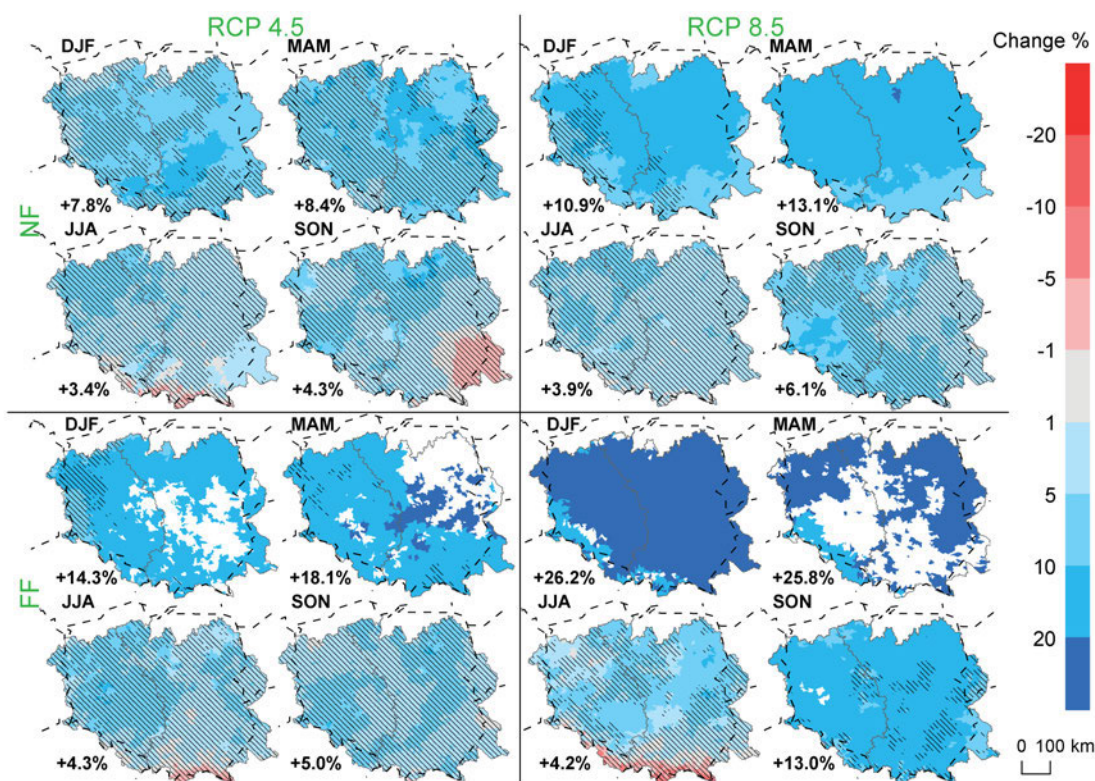 RCP 4.5
RCP 8.5
Change %
NF
DJF
MAM
DJF
MAM
+7.8%
+8.4%
+10.9%
+13.1%
JJA
SON
JJA
SON
+3.4%
+4.3%
+3.9%
+6.1%
FF
DJF
MAM
DJF
MAM
+14.3%
+18.1%
+26.2%
+25.8%
JJA
SON
JJA
SON
+4.3%
+5.0%
+4.2%
+13.0%
-20
-10
-5
-1
1
5
10
20
0 100 km